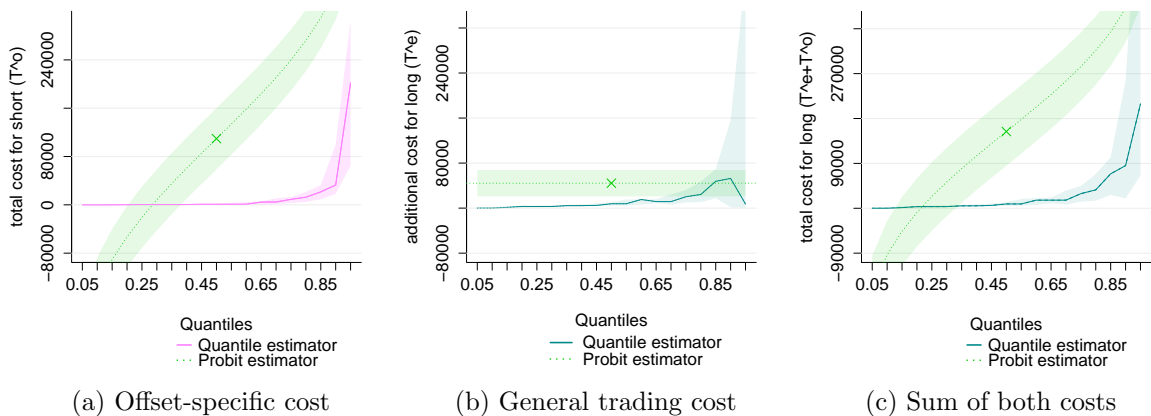 total cost for short (T^o)
240000
80000
0
−80000
0.05
0.25
0.45
0.65
0.85
Quantiles
Quantile estimator
Probit estimator
(a) Offset-specific cost
additional cost for long (T^e)
240000
80000
−80000
0.05
0.25
0.45
0.65
0.85
Quantiles
Quantile estimator
Probit estimator
(b) General trading cost
total cost for long (T^e+T^o)
270000
90000
−90000
0.05
0.25
0.45
0.65
0.85
Quantiles
Quantile estimator
Probit estimator
(c) Sum of both costs